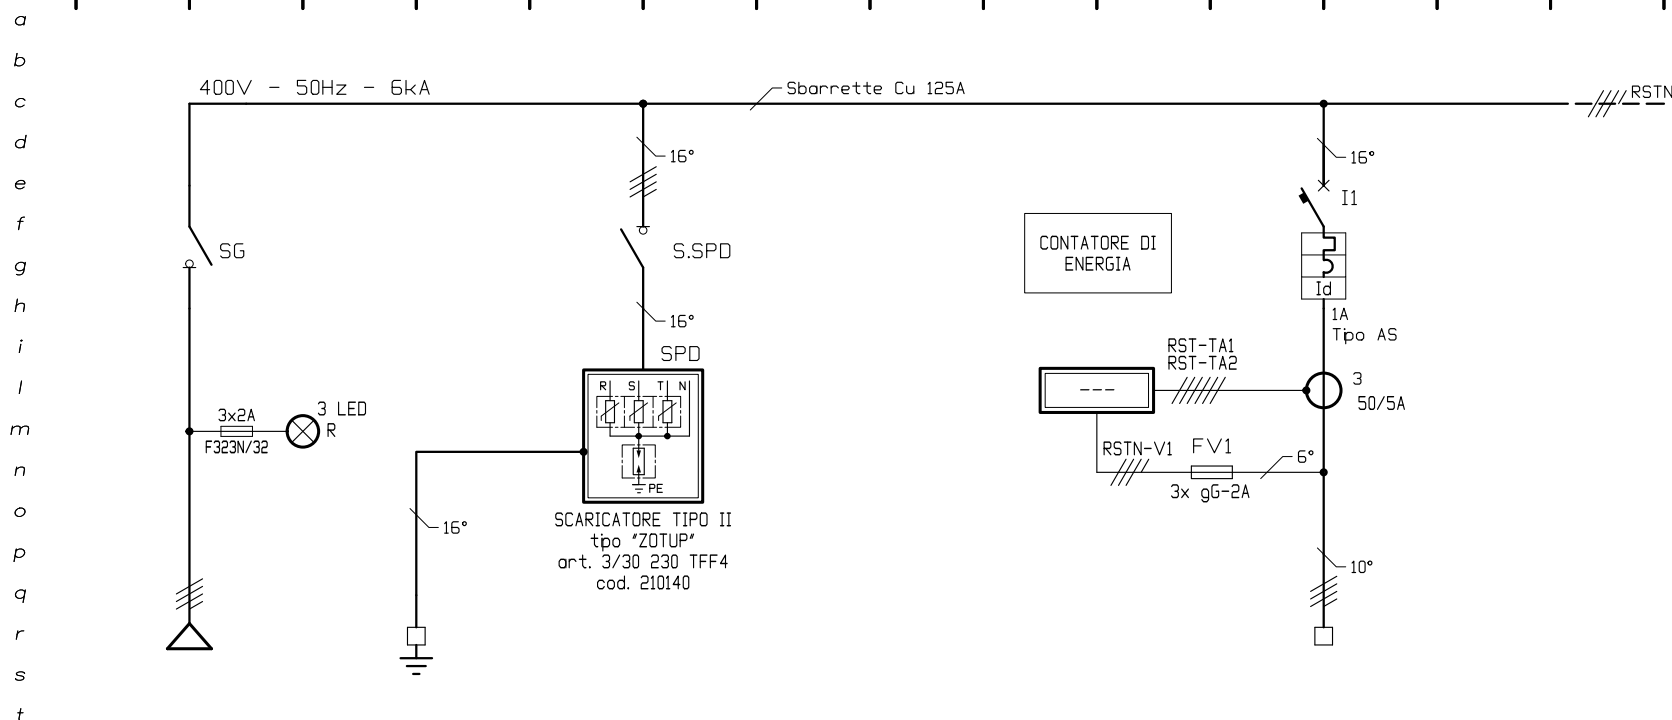 a
b
c
d
e
f
g
h
i
l
m
n
o
p
q
r
s
t
400V - 50Hz - 6kA
Sbarrette Cu 125A
RSTN
16°
16°
I1
SG
S.SPD
CONTATORE DI
ENERGIA
Id
16°
1A
Tipo AS
SPD
RST-TA1
RST-TA2
R S T N
---
3
50/5A
3x2A
3 LED
R
F323N/32
RSTN-V1
FV1
6°
PE
3x gG-2A
16°
SCARICATORE TIPO II
tipo "ZOTUP"
art. 3/30 230 TFF4
cod. 210140
10°